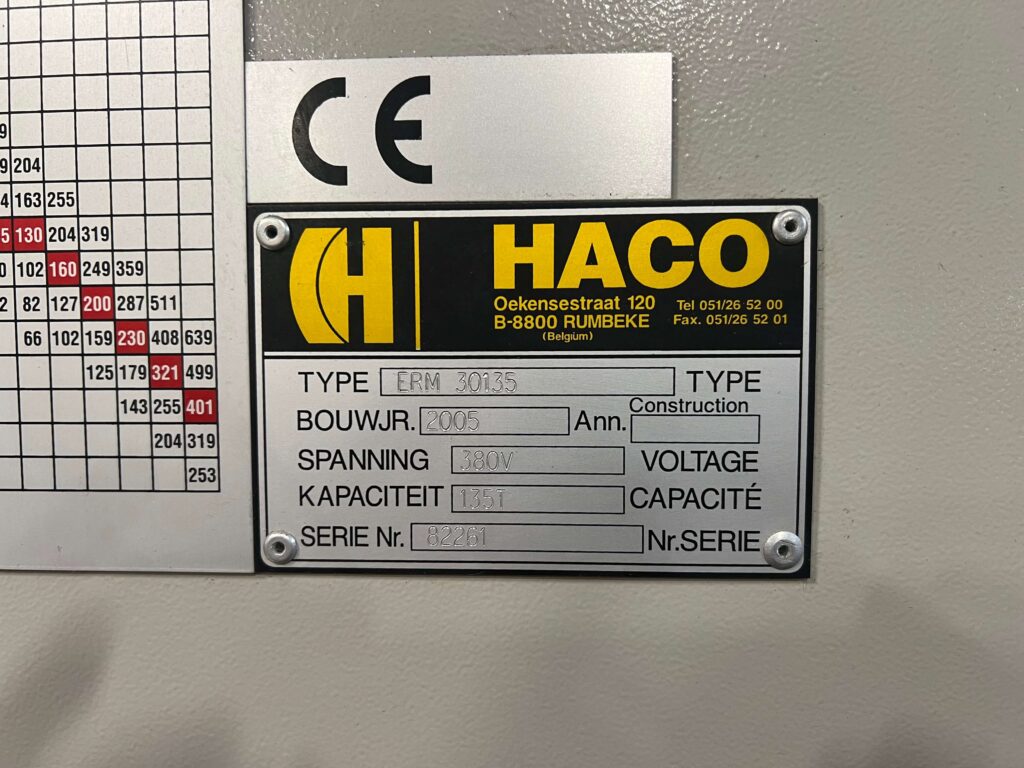 9
9 204
4 163 255
5 130 204 319
0 102 160 249 359
2 82 127 200 287 511
66 102 159 230 408 639
125 179 321 499
143 255 401
204 319
253
CE
H
HACO
Oekensestraat 120 Tel 051/26 52 00
B-8800 RUMBEKE Fax. 051/26 52 01
(Belgium)
TYPE ERM 30135 TYPE
BOUWJR. 2005 Ann. Construction
SPANNING 380V VOLTAGE
KAPACITEIT 135T CAPACITÉ
SERIE Nr. 82261 Nr.SERIE